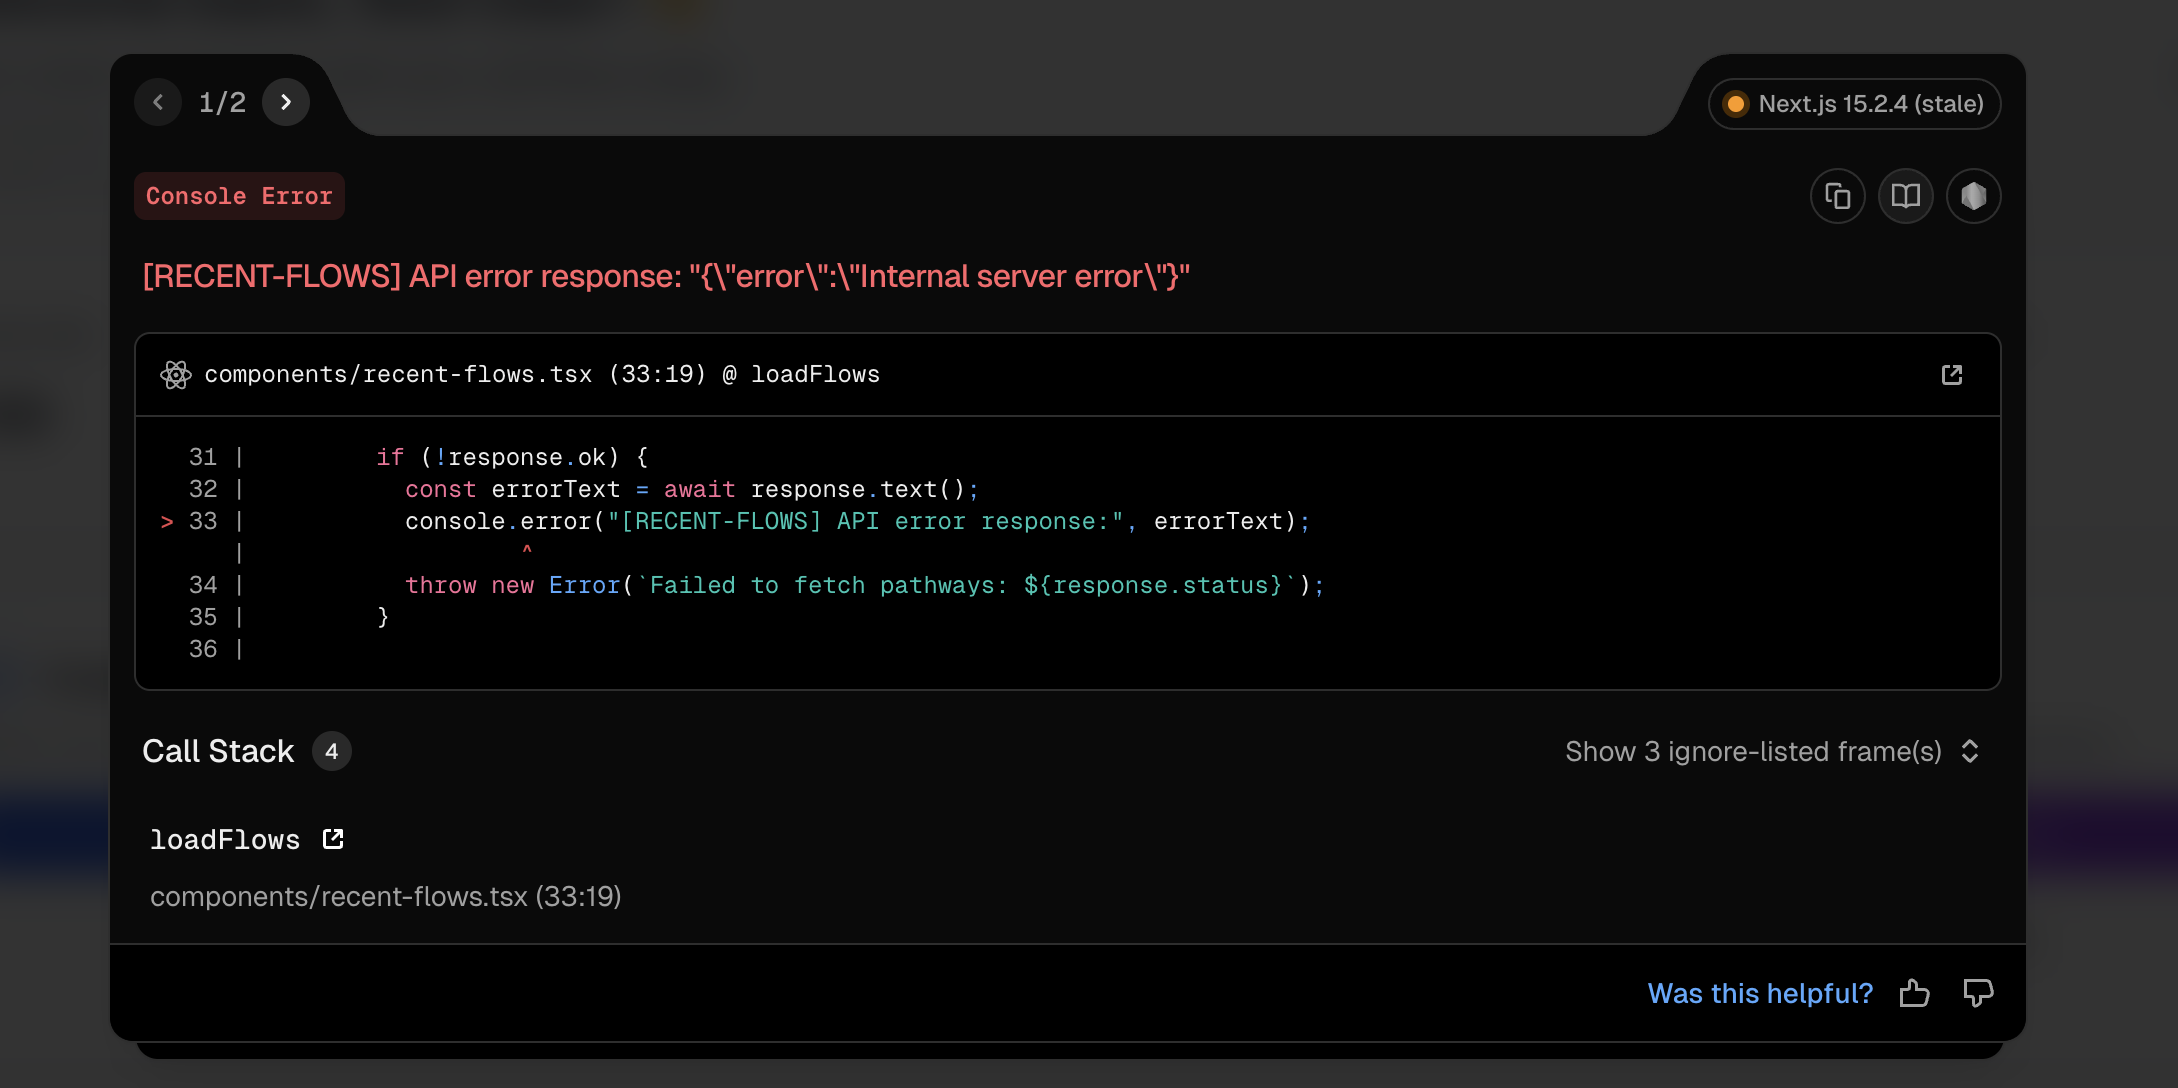 1/2
Next.js 15.2.4 (stale)
Console Error
[RECENT-FLOWS] API error response: "{\"error\":\"Internal server error\"}"
components/recent-flows.tsx (33:19) @ loadFlows
31 |         if (!response.ok) {
32 |           const errorText = await response.text();
> 33 |           console.error("[RECENT-FLOWS] API error response:", errorText);
|                   ^
34 |           throw new Error(`Failed to fetch pathways: ${response.status}`);
35 |         }
36 |
Call Stack 4
Show 3 ignore-listed frame(s)
loadFlows
components/recent-flows.tsx (33:19)
Was this helpful?